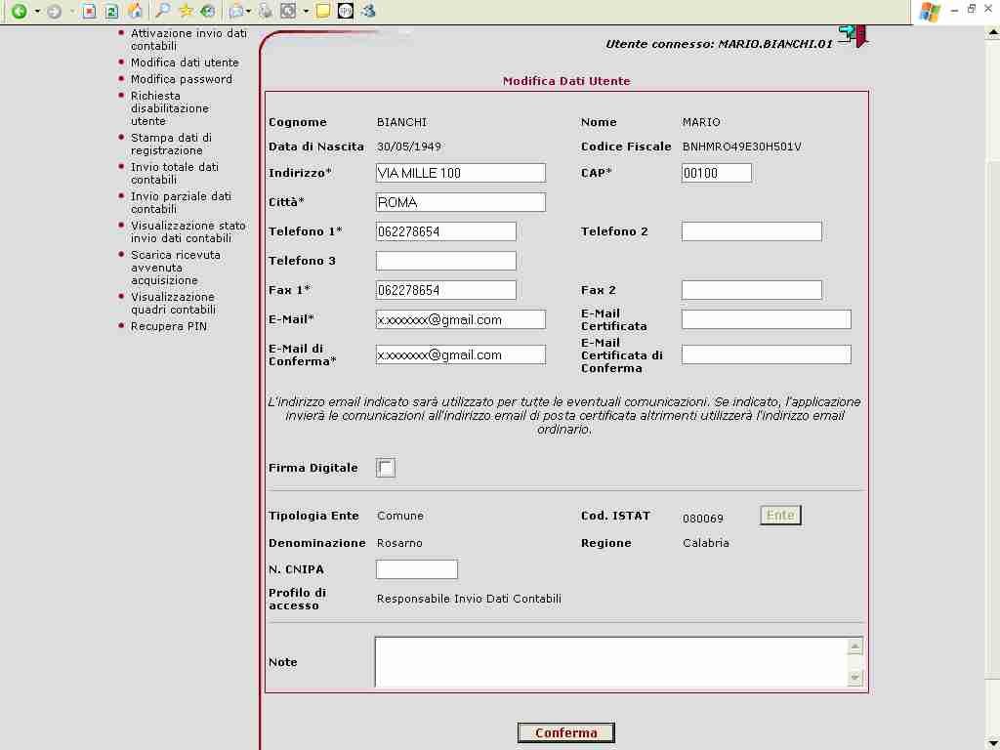 Attivazione invio dati
contabili
Modifica dati utente
Modifica password
Richiesta
disabilitazione
utente
Stampa dati di
registrazione
Invio totale dati
contabili
Invio parziale dati
contabili
Visualizzazione stato
invio dati contabili
Scarica ricevuta
avvenuta
acquisizione
Visualizzazione
quadri contabili
Recupera PIN
Utente connesso: MARIO.BIANCHI.01
Modifica Dati Utente
Cognome BIANCHI Nome MARIO
Data di Nascita 30/05/1949 Codice Fiscale BNHMRO49E30H501V
Indirizzo* VIA MILLE 100 CAP* 00100
Città* ROMA
Telefono 1* 062278654 Telefono 2
Telefono 3
Fax 1* 062278654 Fax 2
E-Mail* x.xxxxxxx@gmail.com E-Mail
Certificata
E-Mail di
Conferma* x.xxxxxxx@gmail.com
E-Mail
Certificata di
Conferma
L'indirizzo email indicato sarà utilizzato per tutte le eventuali comunicazioni. Se indicato, l'applicazione
invierà le comunicazioni all'indirizzo email di posta certificata altrimenti utilizzerà l'indirizzo email
ordinario.
Firma Digitale
Tipologia Ente Comune Cod. ISTAT 080069 Ente
Denominazione Rosarno Regione Calabria
N. CNIPA
Profilo di
accesso Responsabile Invio Dati Contabili
Note
Conferma